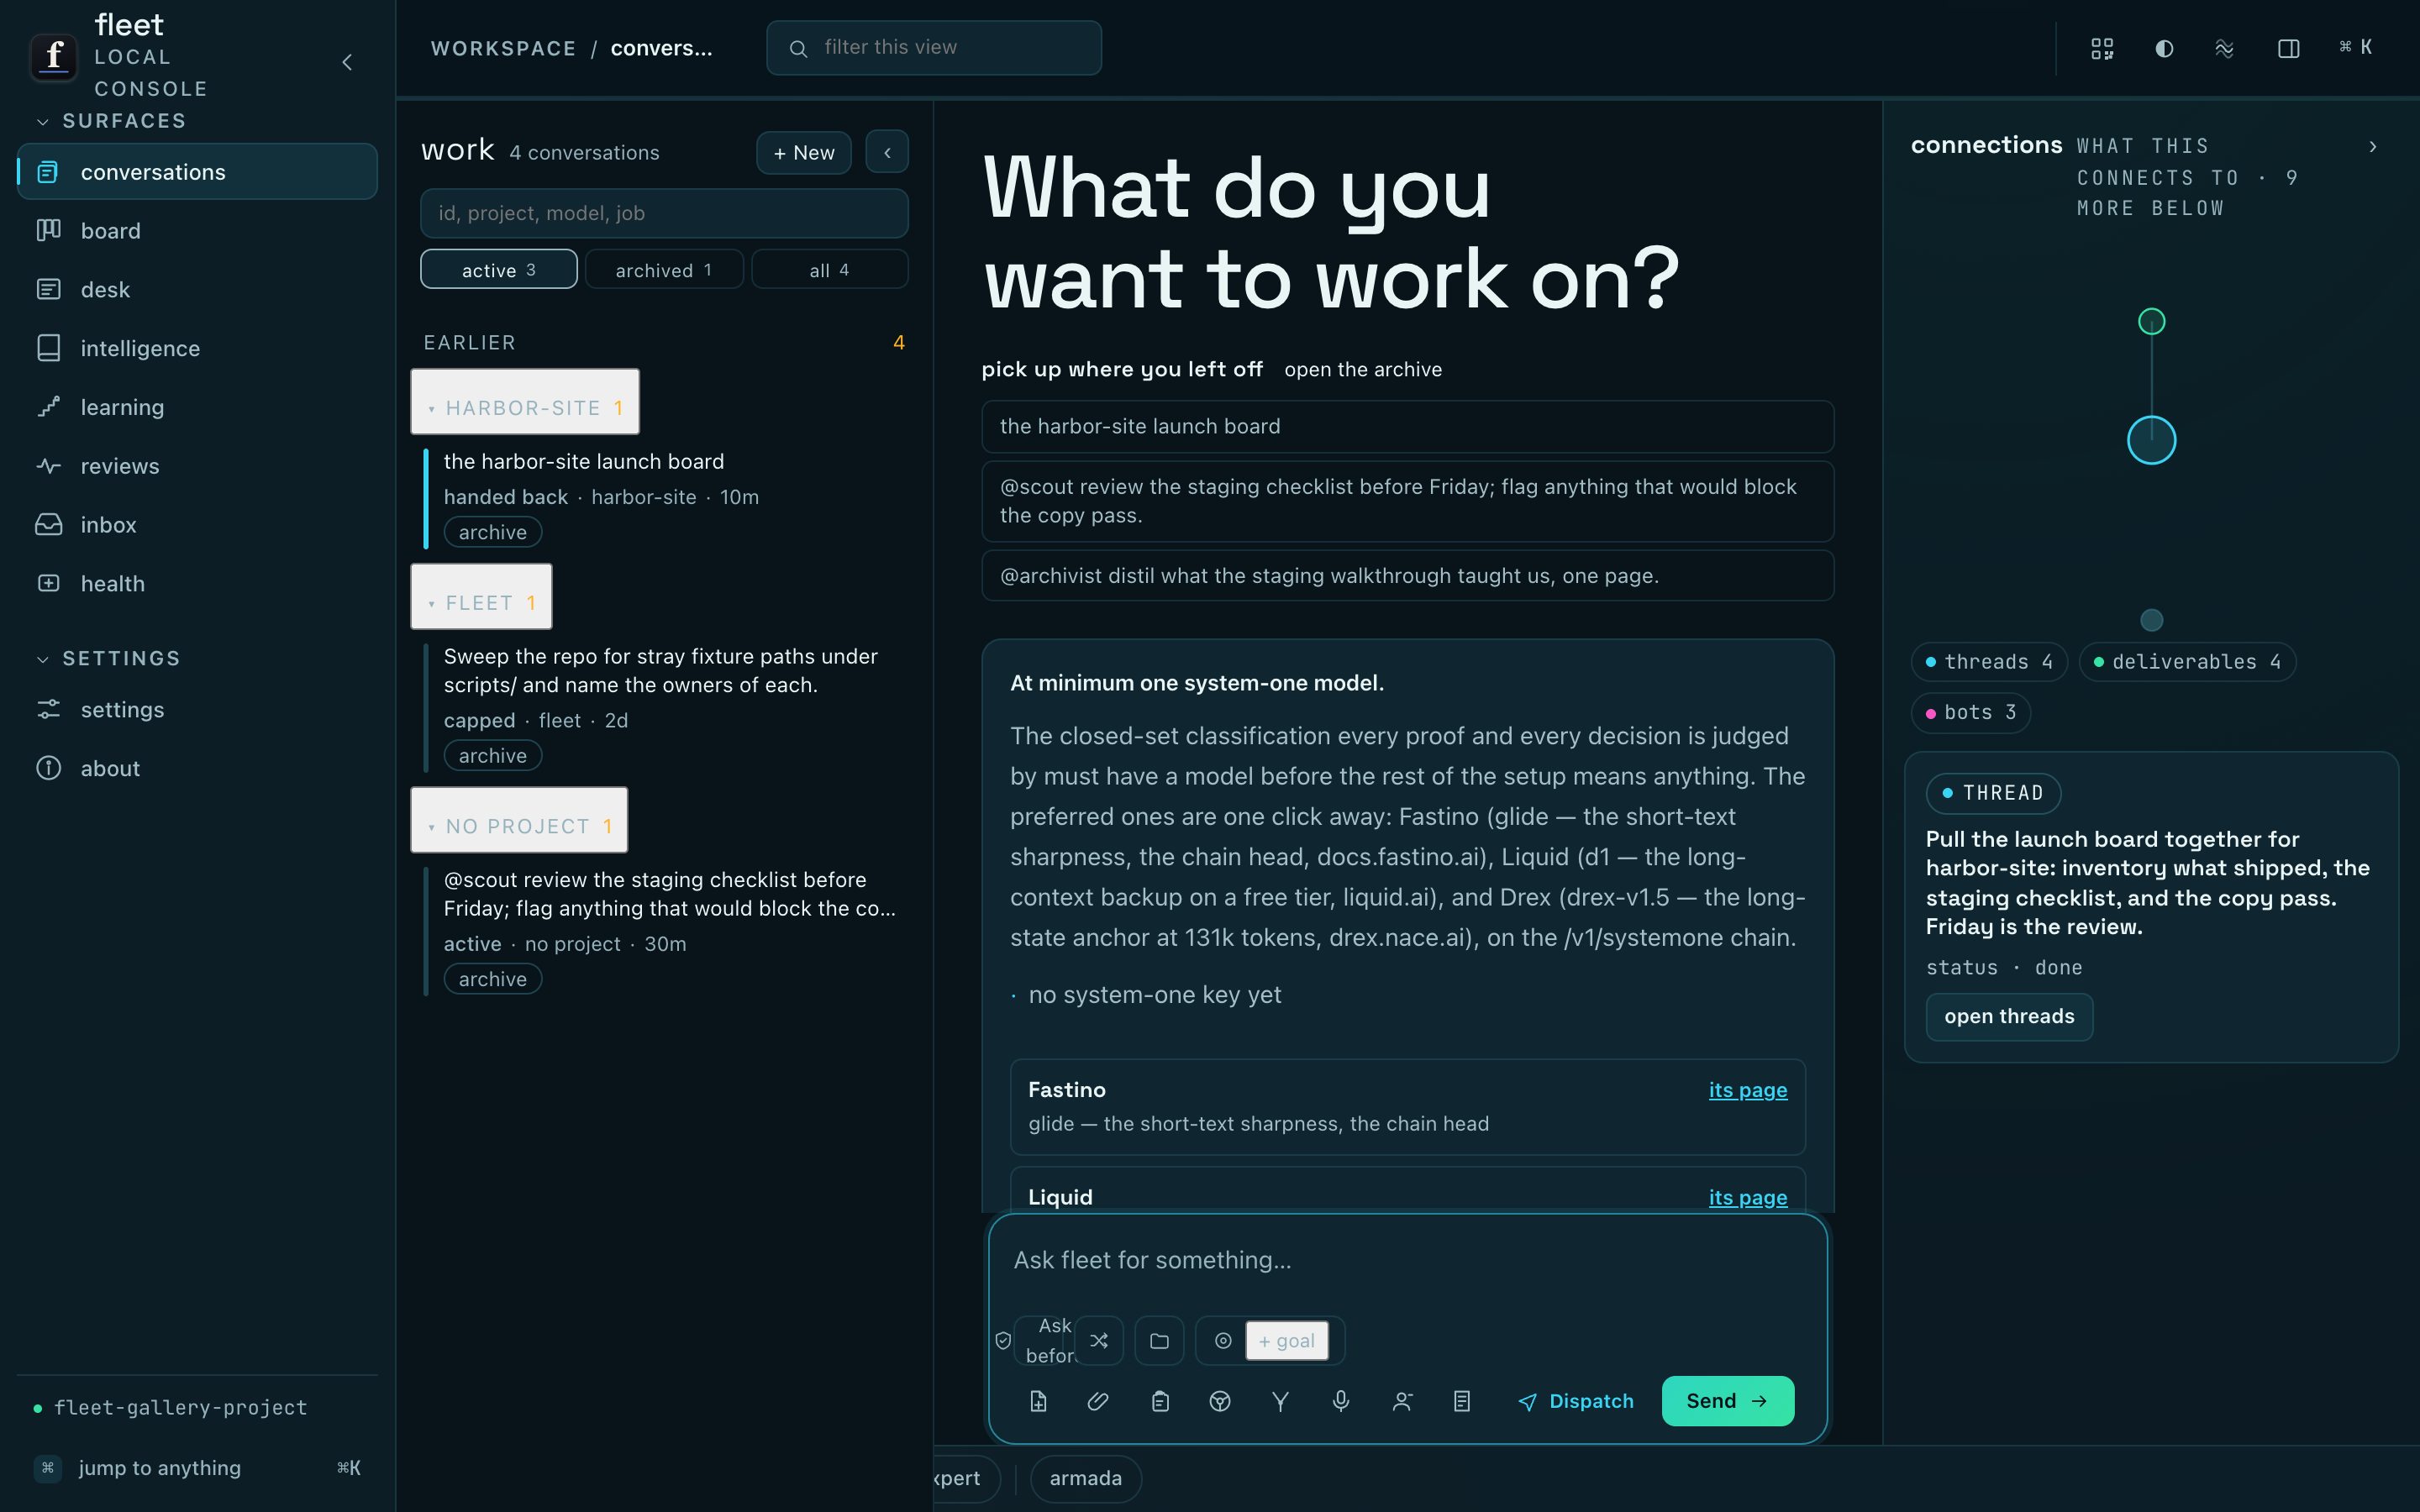 fleet
LOCAL
CONSOLE
SURFACES
conversations
board
desk
intelligence
learning
reviews
inbox
health
SETTINGS
settings
about
fleet-gallery-project
⌘ jump to anything ⌘K
WORKSPACE / convers...
filter this view
⌘ K
work 4 conversations
+ New
‹
id, project, model, job
active 3
archived 1
all 4
EARLIER 4
▾ HARBOR-SITE 1
the harbor-site launch board
handed back · harbor-site · 10m
archive
▾ FLEET 1
Sweep the repo for stray fixture paths under
scripts/ and name the owners of each.
capped · fleet · 2d
archive
▾ NO PROJECT 1
@scout review the staging checklist before
Friday; flag anything that would block the co...
active · no project · 30m
archive
What do you
want to work on?
pick up where you left off open the archive
the harbor-site launch board
@scout review the staging checklist before Friday; flag anything that would block
the copy pass.
@archivist distil what the staging walkthrough taught us, one page.
At minimum one system-one model.
The closed-set classification every proof and every decision is judged
by must have a model before the rest of the setup means anything. The
preferred ones are one click away: Fastino (glide — the short-text
sharpness, the chain head, docs.fastino.ai), Liquid (d1 — the long-
context backup on a free tier, liquid.ai), and Drex (drex-v1.5 — the long-
state anchor at 131k tokens, drex.nace.ai), on the /v1/systemone chain.
· no system-one key yet
Fastino its page
glide — the short-text sharpness, the chain head
Liquid its page
Ask fleet for something...
Ask
befor
+ goal
Dispatch
Send →
xpert
armada
connections WHAT THIS
CONNECTS TO · 9
MORE BELOW
›
threads 4
deliverables 4
bots 3
THREAD
Pull the launch board together for
harbor-site: inventory what shipped, the
staging checklist, and the copy pass.
Friday is the review.
status · done
open threads